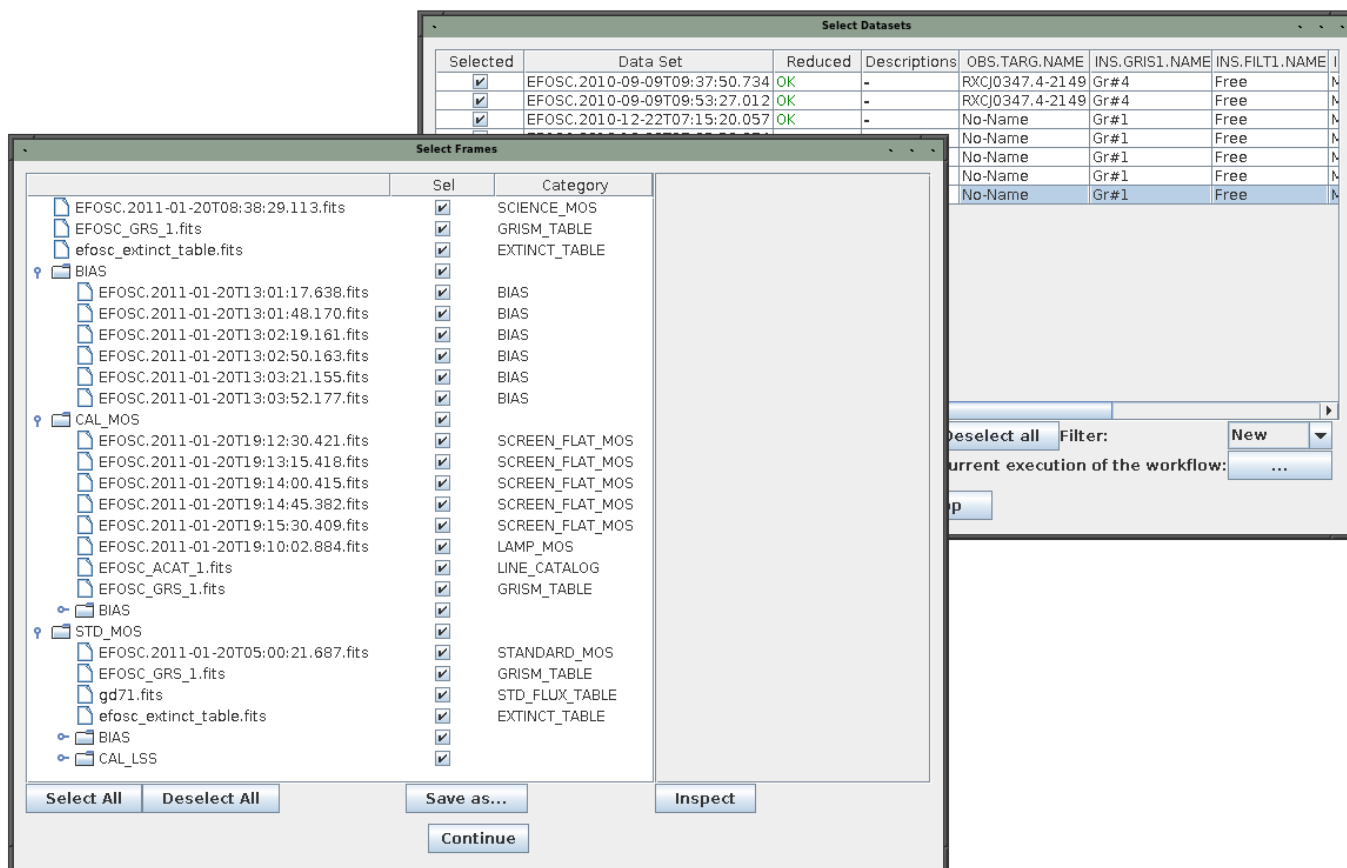 Select Datasets
Selected Data Set Reduced Descriptions OBS.TARG.NAME INS.GRIS1.NAME INS.FILT1.NAME
EFOSC.2010-09-09T09:37:50.734 OK - RXCJ0347.4-2149 Gr#4 Free
EFOSC.2010-09-09T09:53:27.012 OK - RXCJ0347.4-2149 Gr#4 Free
EFOSC.2010-12-22T07:15:20.057 OK - No-Name Gr#1 Free
No-Name Gr#1 Free
No-Name Gr#1 Free
No-Name Gr#1 Free
No-Name Gr#1 Free
Deselect all Filter: New
urrent execution of the workflow: ...
op
Select Frames
Sel Category
EFOSC.2011-01-20T08:38:29.113.fits SCIENCE_MOS
EFOSC_GRS_1.fits GRISM_TABLE
efosc_extinct_table.fits EXTINCT_TABLE
BIAS
EFOSC.2011-01-20T13:01:17.638.fits BIAS
EFOSC.2011-01-20T13:01:48.170.fits BIAS
EFOSC.2011-01-20T13:02:19.161.fits BIAS
EFOSC.2011-01-20T13:02:50.163.fits BIAS
EFOSC.2011-01-20T13:03:21.155.fits BIAS
EFOSC.2011-01-20T13:03:52.177.fits BIAS
CAL_MOS
EFOSC.2011-01-20T19:12:30.421.fits SCREEN_FLAT_MOS
EFOSC.2011-01-20T19:13:15.418.fits SCREEN_FLAT_MOS
EFOSC.2011-01-20T19:14:00.415.fits SCREEN_FLAT_MOS
EFOSC.2011-01-20T19:14:45.382.fits SCREEN_FLAT_MOS
EFOSC.2011-01-20T19:15:30.409.fits SCREEN_FLAT_MOS
EFOSC.2011-01-20T19:10:02.884.fits LAMP_MOS
EFOSC_ACAT_1.fits LINE_CATALOG
EFOSC_GRS_1.fits GRISM_TABLE
BIAS
STD_MOS
EFOSC.2011-01-20T05:00:21.687.fits STANDARD_MOS
EFOSC_GRS_1.fits GRISM_TABLE
gd71.fits STD_FLUX_TABLE
efosc_extinct_table.fits EXTINCT_TABLE
BIAS
CAL_LSS
Select All Deselect All Save as... Inspect
Continue